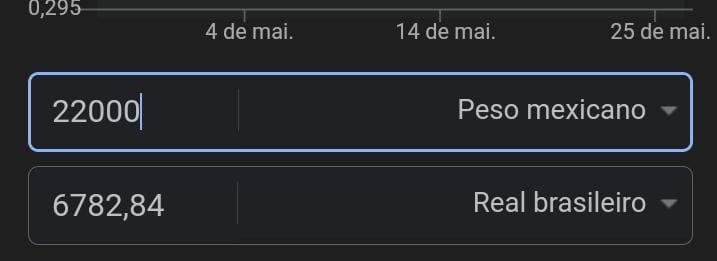 0,295
4 de mai. 14 de mai. 25 de mai.
22000 Peso mexicano
6782,84 Real brasileiro